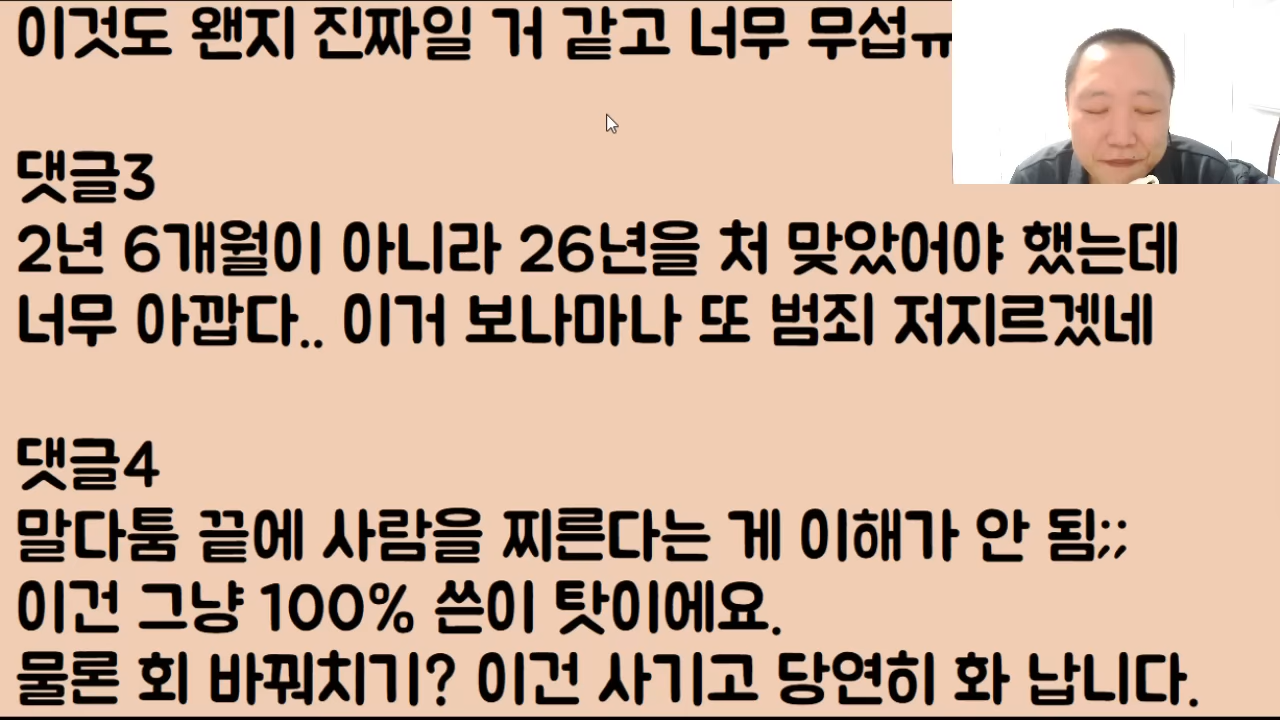 이것도 왠지 진짜일 거 같고 너무 무섭ㅠ
댓글3
2년 6개월이 아니라 26년을 처 맞았어야 했는데
너무 아깝다.. 이거 보나마나 또 범죄 저지르겠네
댓글4
말다툼 끝에 사람을 찌른다는 게 이해가 안 됨;;
이건 그냥 100% 쓴이 탓이에요.
물론 회 바꿔치기? 이건 사기고 당연히 화 납니다.